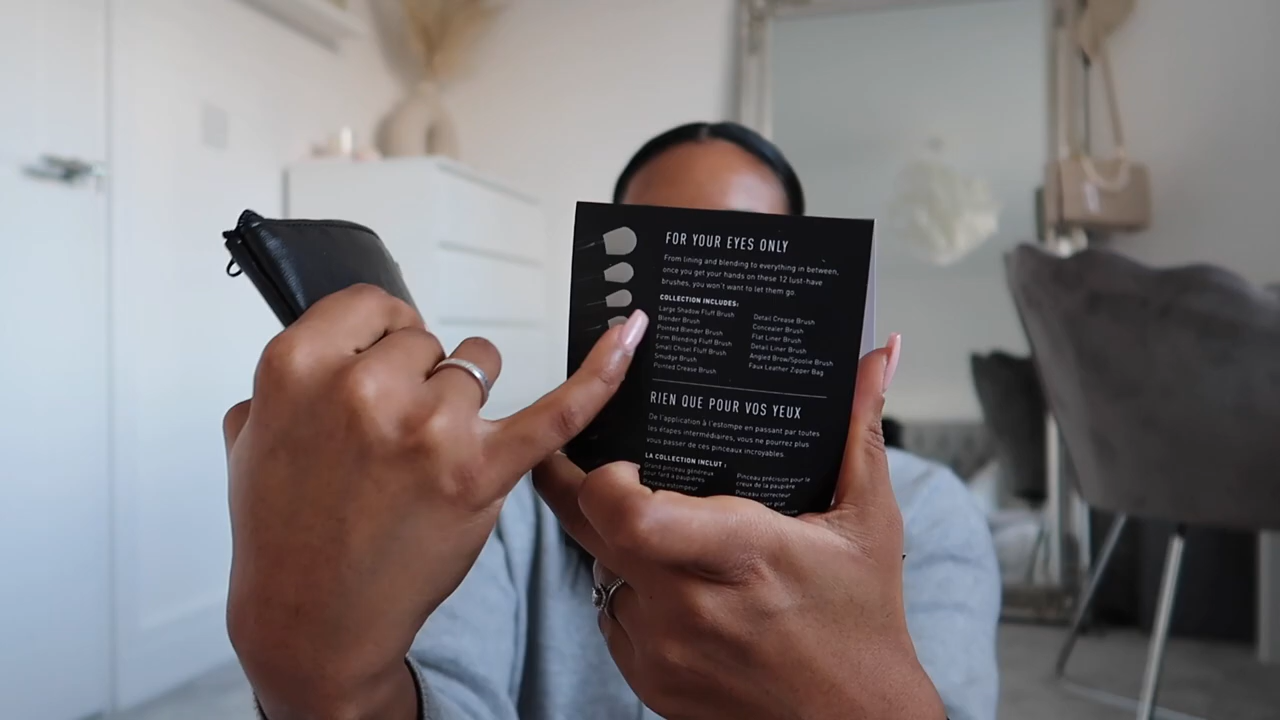 FOR YOUR EYES ONLY
From lining and blending to everything in between,
once you get your hands on these 12 lust-have
brushes, you won't want to let them go.
COLLECTION INCLUDES:
Large Shadow Fluff Brush
Blender Brush
Pointed Blender Brush
Firm Blending Fluff Brush
Small Chisel Fluff Brush
Smudge Brush
Pointed Crease Brush
Detail Crease Brush
Concealer Brush
Flat Liner Brush
Detail Liner Brush
Angled Brow/Spoolie Brush
Faux Leather Zipper Bag
RIEN QUE POUR VOS YEUX
De l'application à l'estompe en passant par toutes
les étapes intermédiaires, vous ne pourrez plus
vous passer de ces pinceaux incroyables.
LA COLLECTION INCLUT :
Grand pinceau généreux
pour fard à paupières
Pinceau estompeur
Pinceau précision pour le
creux de la paupière
Pinceau correcteur
plat